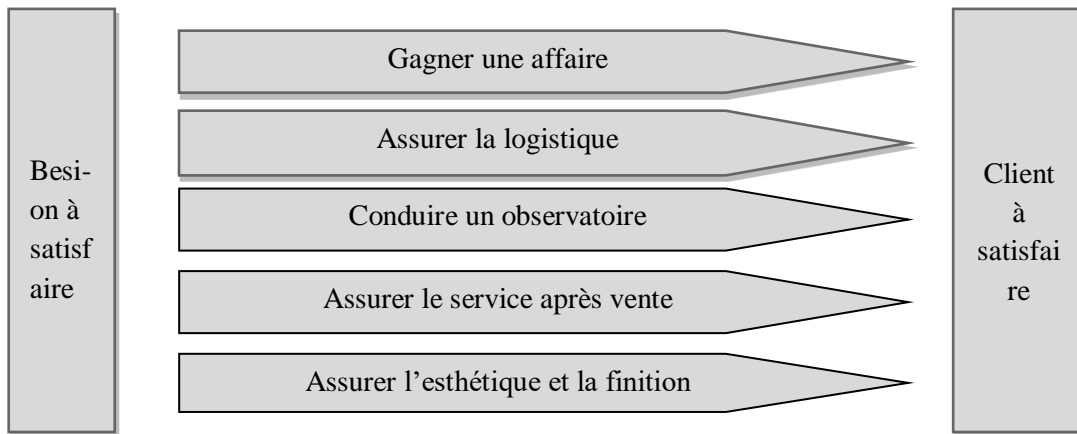 Besi-
on à
satisf
aire
Gagner une affaire
Assurer la logistique
Conduire un observatoire
Assurer le service après vente
Assurer l’esthétique et la finition
Client
à
satisfai
re